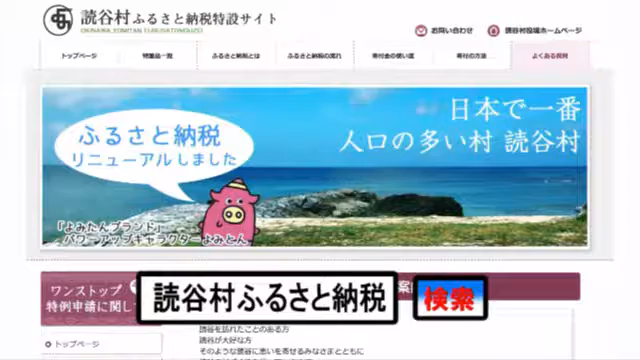 読谷村ふるさと納税特設サイト
OKINAWA YOMITAN FURUSATONOUZEI
お問い合わせ
読谷村役場ホームページ
トップページ
特産品一覧
ふるさと納税とは
ふるさと納税の流れ
寄付金の使い道
寄付の方法
よくある質問
日本で一番
人口の多い村 読谷村
ふるさと納税
リニューアルしました
「よみたんブランド」
パワーアップキャラクターよみとん
ワンストップ
特例申請に関し
読谷村ふるさと納税
検索
トップページ
読谷を訪れたことのある方
読谷が大好きな方
そのような読谷に思いを寄せるみなさまとともに